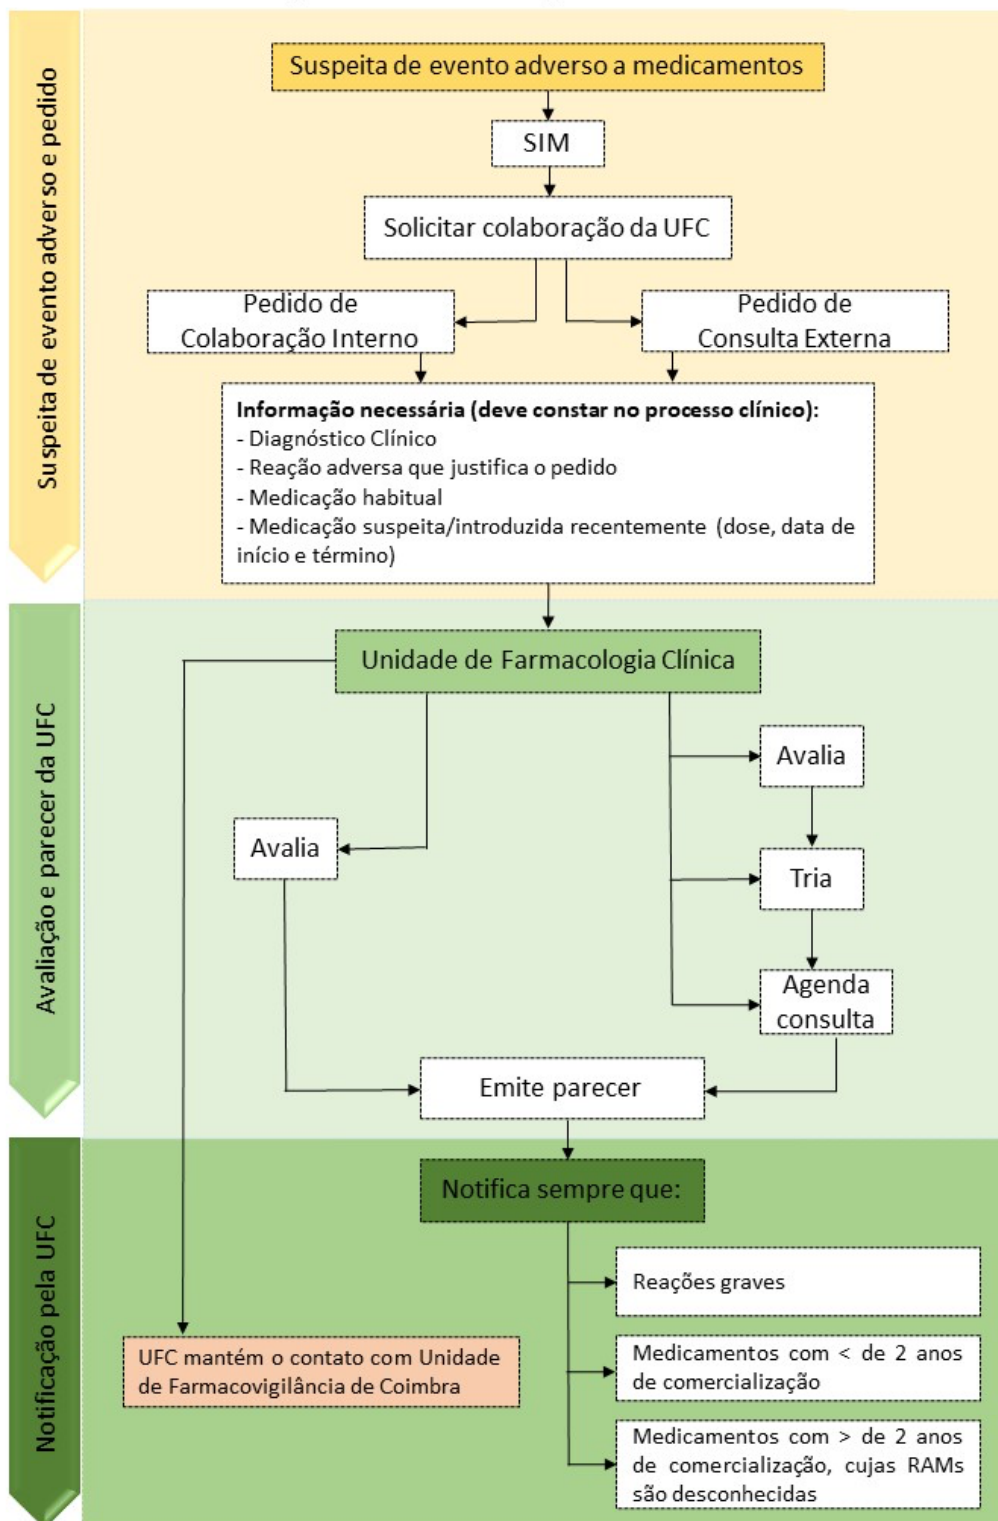 Suspeita de evento adverso e pedido
Suspeita de evento adverso a medicamentos
SIM
Solicitar colaboração da UFC
Pedido de
Colaboração Interno
Pedido de
Consulta Externa
Informação necessária (deve constar no processo clínico):
- Diagnóstico Clínico
- Reação adversa que justifica o pedido
- Medicação habitual
- Medicação suspeita/introduzida recentemente (dose, data de
início e término)
Avaliação e parecer da UFC
Unidade de Farmacologia Clínica
Avalia
Avalia
Tria
Agenda
consulta
Emite parecer
Notificação pela UFC
Notifica sempre que:
Reações graves
UFC mantém o contato com Unidade
de Farmacovigilância de Coimbra
Medicamentos com < de 2 anos
de comercialização
Medicamentos com > de 2 anos
de comercialização, cujas RAMs
são desconhecidas